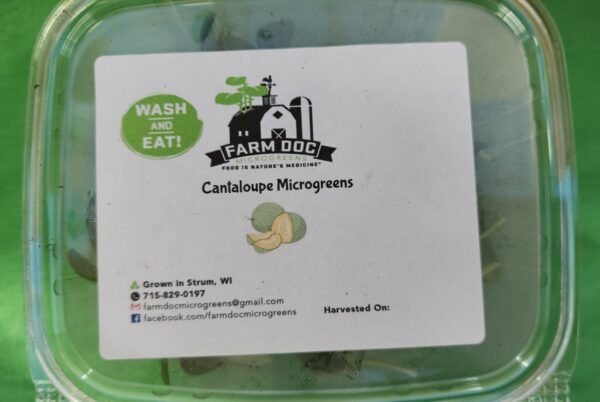 WASH
AND
EAT!
FARM DOC
MICROGREENS
FOOD IS NATURE'S MEDICINE
Cantaloupe Microgreens
Grown in Strum, WI
715-829-0197
farmdocmicrogreens@gmail.com
facebook.com/farmdocmicrogreens
Harvested On: